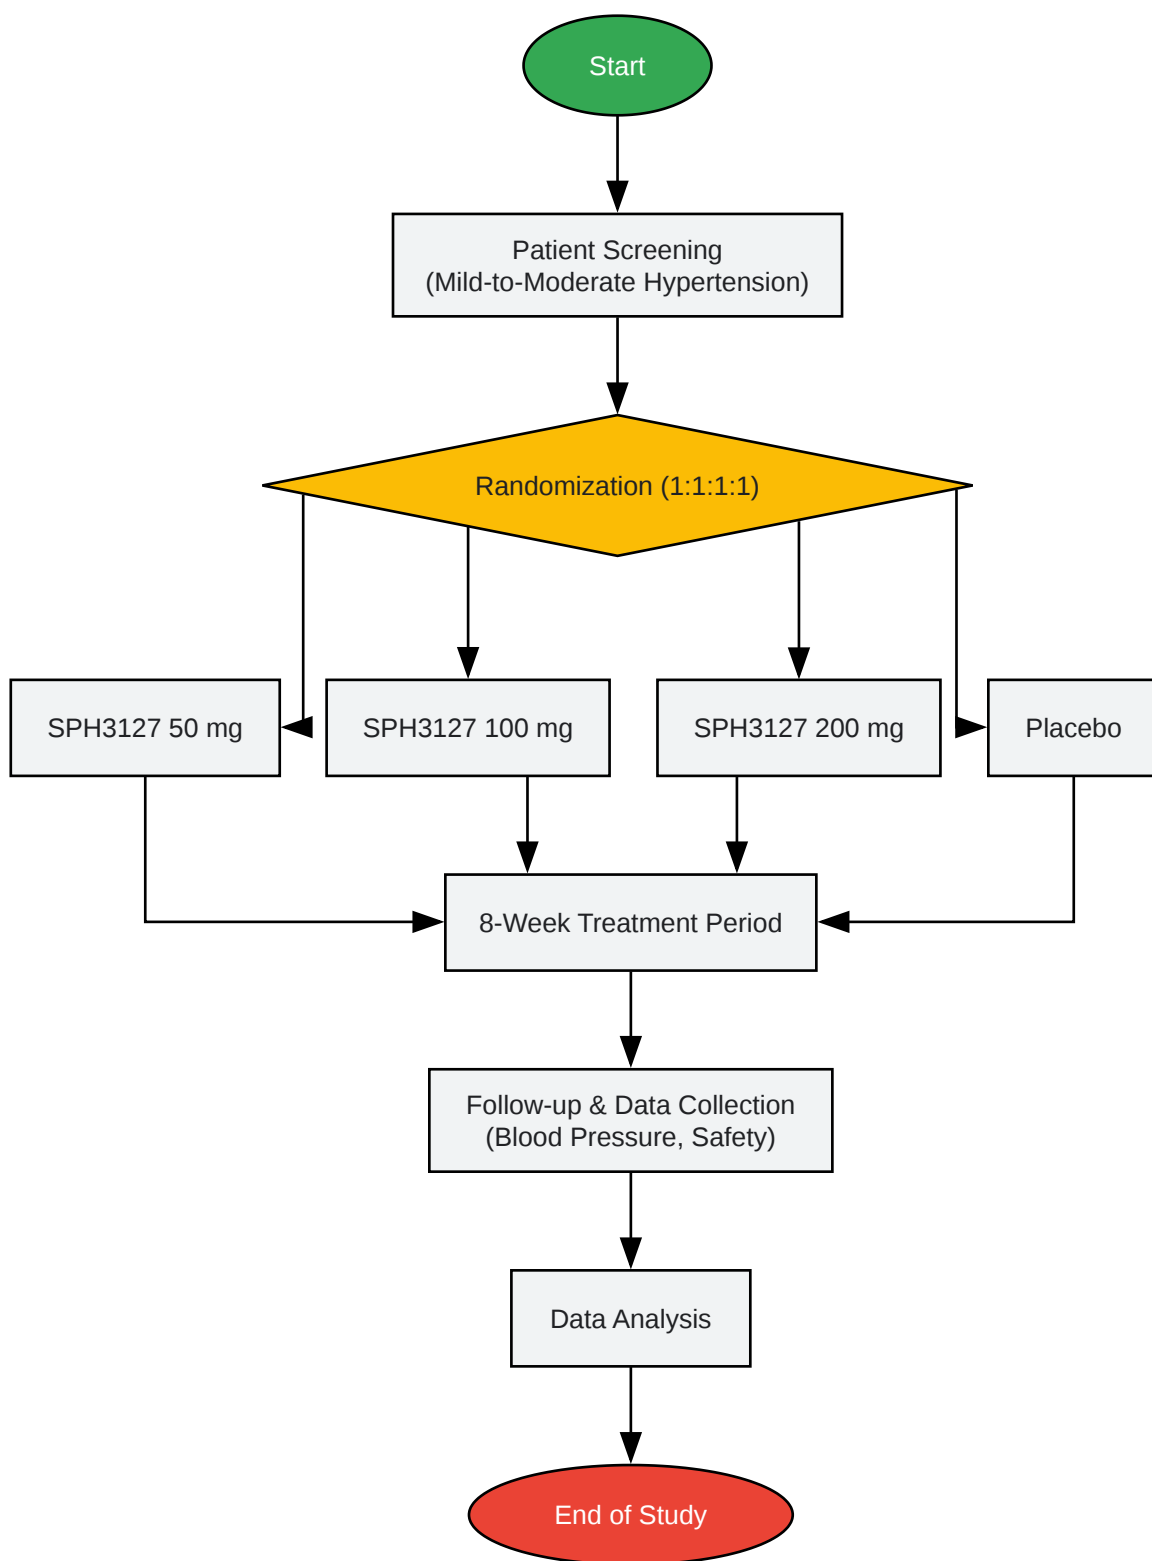 Start
Patient Screening
(Mild-to-Moderate Hypertension)
Randomization (1:1:1:1)
SPH3127 50 mg
SPH3127 100 mg
SPH3127 200 mg
Placebo
8-Week Treatment Period
Follow-up & Data Collection
(Blood Pressure, Safety)
Data Analysis
End of Study